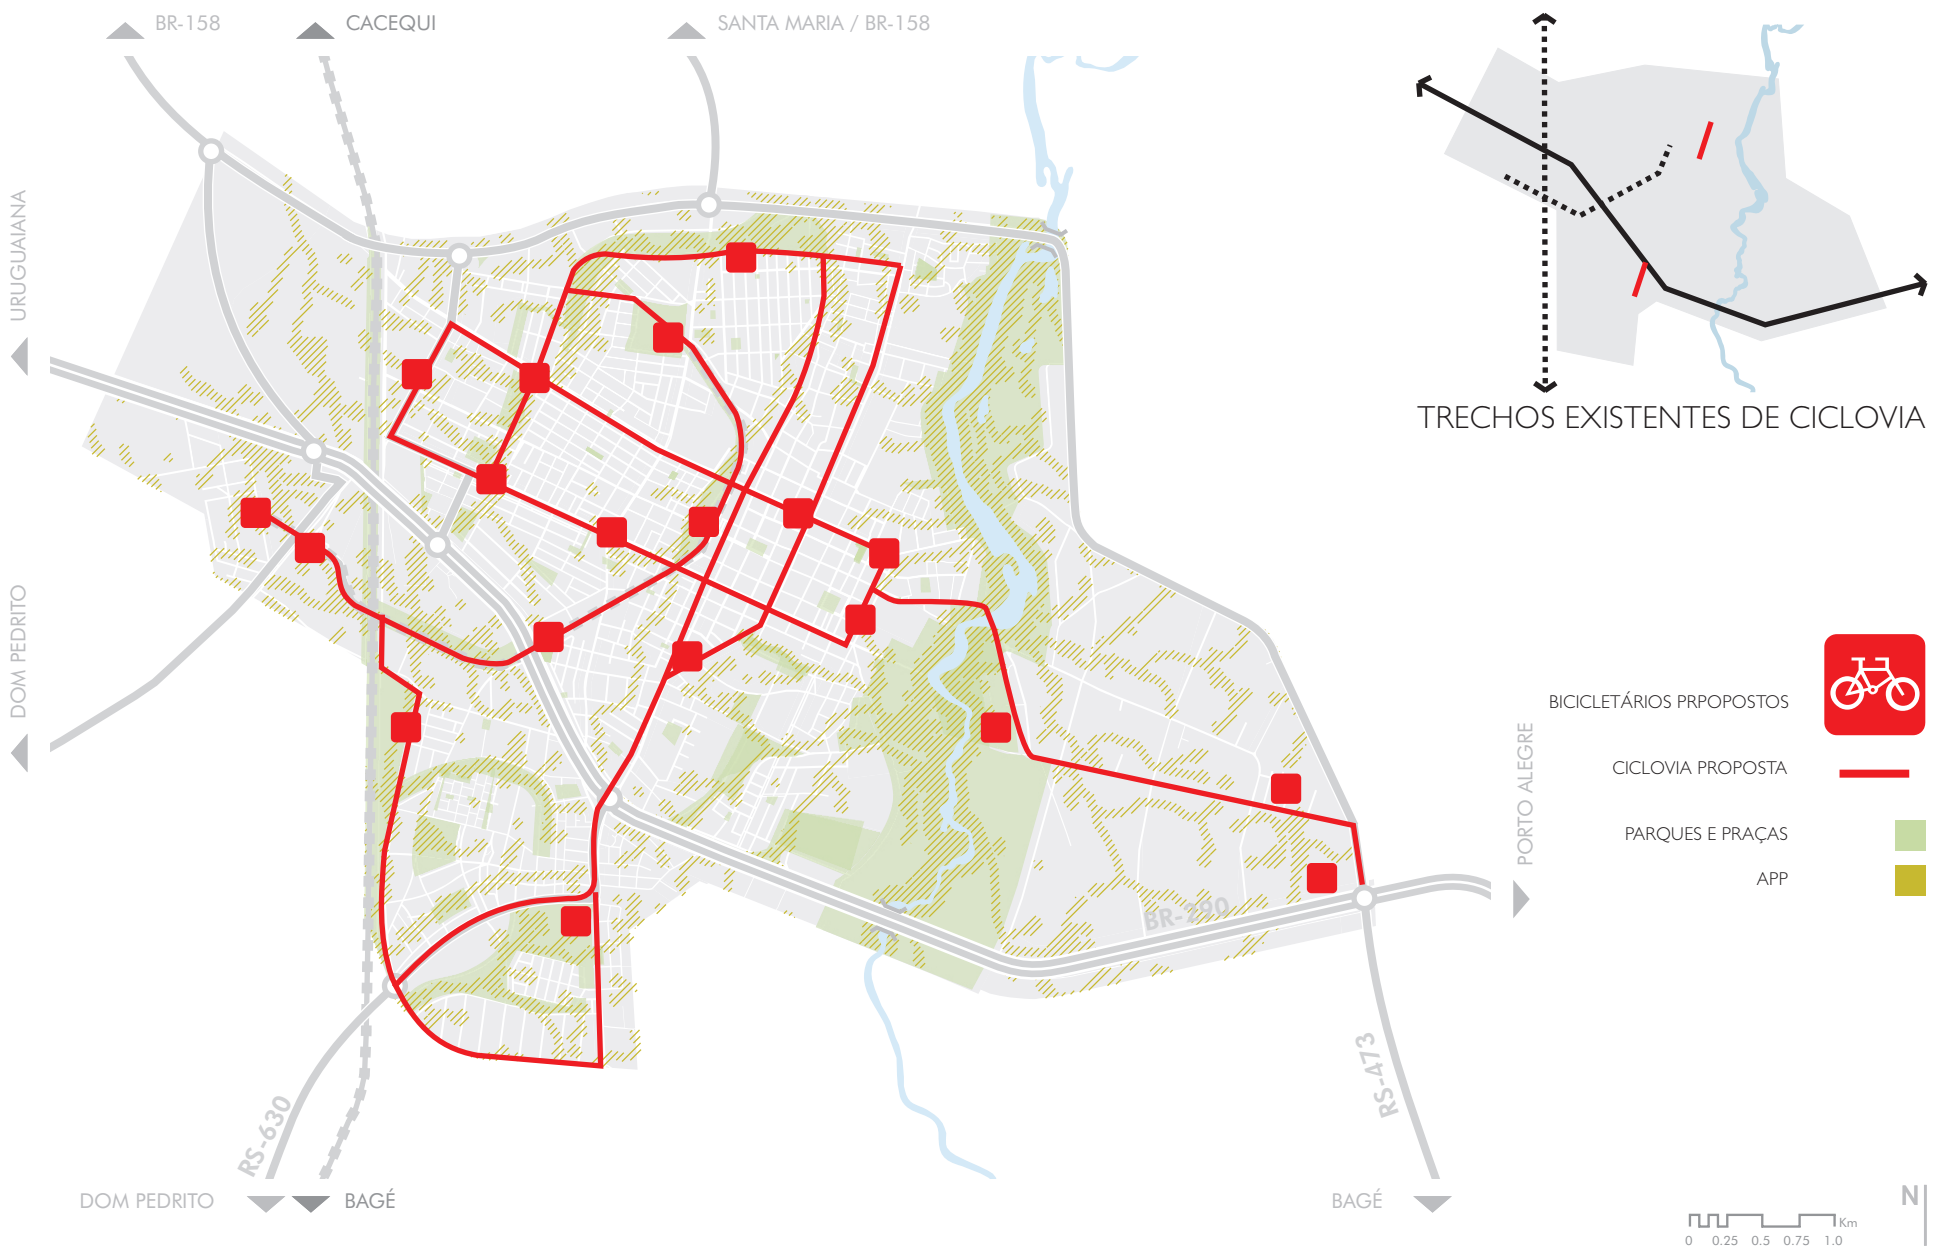 BR-158
CACEQUI
SANTA MARIA / BR-158
URUGUAIANA
DOM PEDRITO
TRECHOS EXISTENTES DE CICLOVIA
BICICLETÁRIOS PRPOPOSTOS
CICLOVIA PROPOSTA
PARQUES E PRAÇAS
APP
PORTO ALEGRE
BR-290
RS-473
RS-630
DOM PEDRITO
BAGÉ
BAGÉ
N
Km
0 0.25 0.5 0.75 1.0